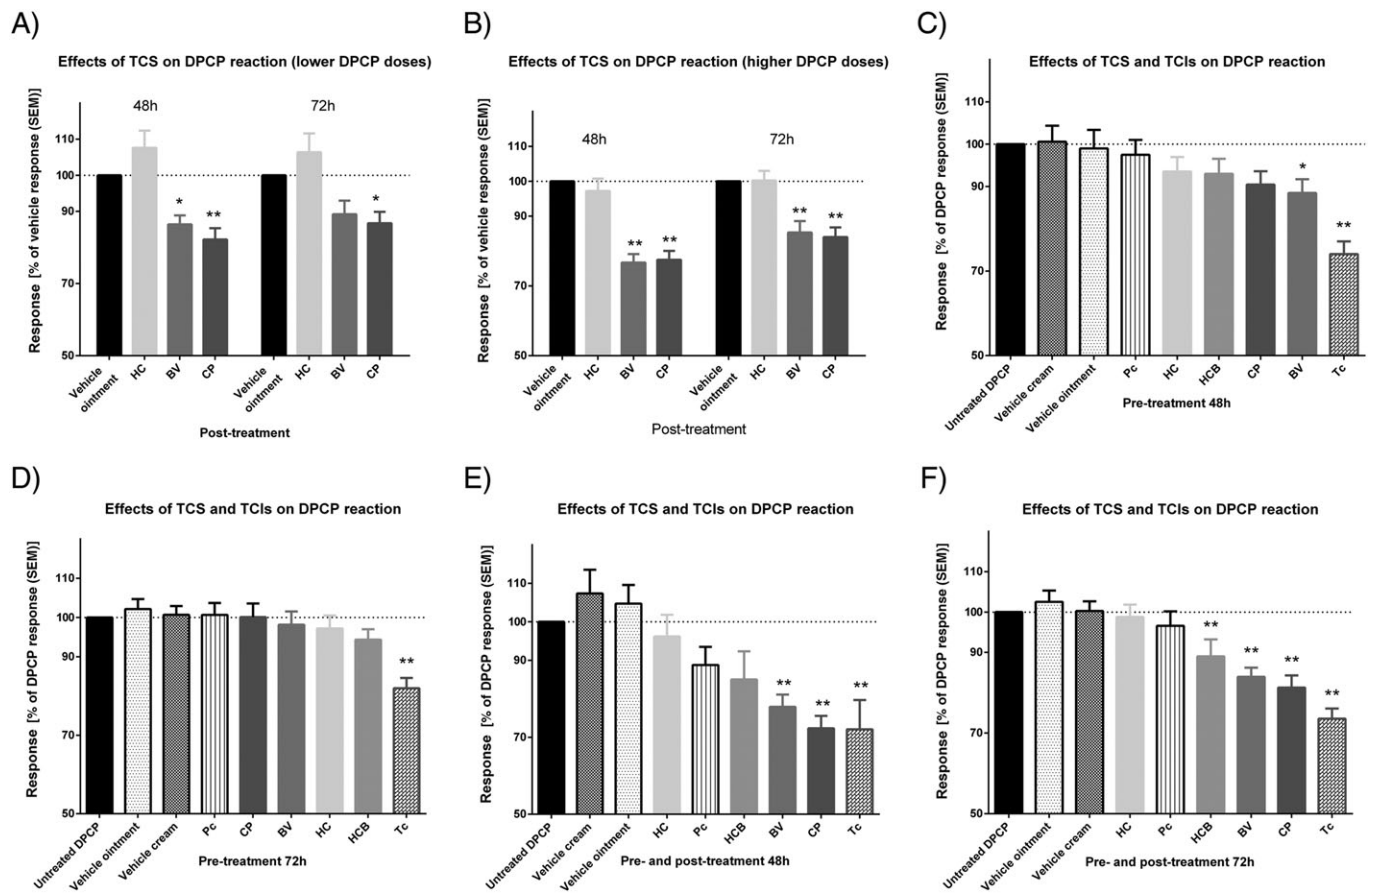 A)
Effects of TCS on DPCP reaction (lower DPCP doses)
Response [% of vehicle response (SEM)]
48h
72h
110
100
90
70
50
*
**
*
Vehicle ointment
HC
BV
CP
Vehicle ointment
HC
BV
CP
Post-treatment
B)
Effects of TCS on DPCP reaction (higher DPCP doses)
Response [% of vehicle response (SEM)]
48h
72h
110
100
90
70
50
**
**
**
**
Vehicle ointment
HC
BV
CP
Vehicle ointment
HC
BV
CP
Post-treatment
C)
Effects of TCS and TCIs on DPCP reaction
Response [% of DPCP response (SEM)]
110
100
90
70
50
*
**
Untreated DPCP
Vehicle cream
Vehicle ointment
Pc
HC
HCB
CP
BV
Tc
Pre-treatment 48h
D)
Effects of TCS and TCIs on DPCP reaction
Response [% of DPCP response (SEM)]
110
100
90
70
50
**
Untreated DPCP
Vehicle ointment
Vehicle cream
Pc
CP
BV
HC
HCB
Tc
Pre-treatment 72h
E)
Effects of TCS and TCIs on DPCP reaction
Response [% of DPCP response (SEM)]
110
100
90
70
50
**
**
**
Untreated DPCP
Vehicle cream
Vehicle ointment
HC
Pc
HCB
BV
CP
Tc
Pre- and post-treatment 48h
F)
Effects of TCS and TCIs on DPCP reaction
Response [% of DPCP response (SEM)]
110
100
90
70
50
**
**
**
**
Untreated DPCP
Vehicle ointment
Vehicle cream
HC
Pc
HCB
BV
CP
Tc
Pre- and post-treatment 72h